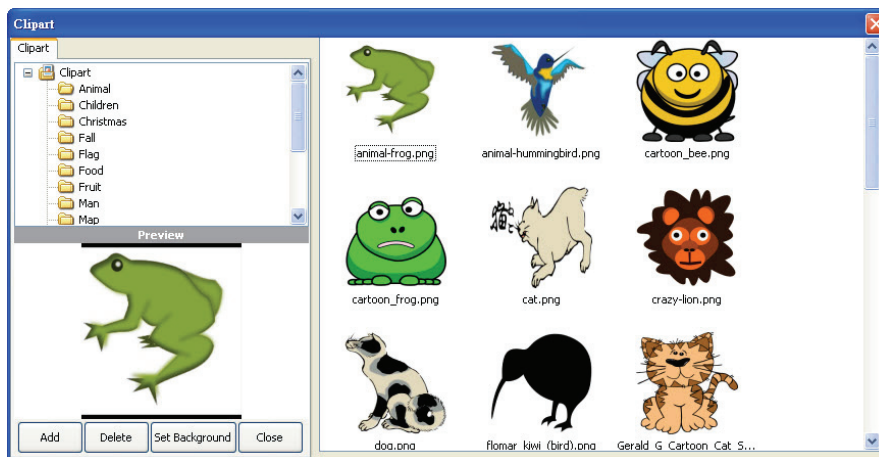 Clipart
Clipart
Clipart
Animal
Children
Christmas
Fall
Flag
Food
Fruit
Man
Map
Preview
Add Delete Set Background Close
animal-frog.png animal-hummingbird.png cartoon_bee.png
猫
cartoon_frog.png cat.png crazy-lion.png
dog.png flomar_kiwi_(bird).png Gerald_G_Cartoon_Cat_S...